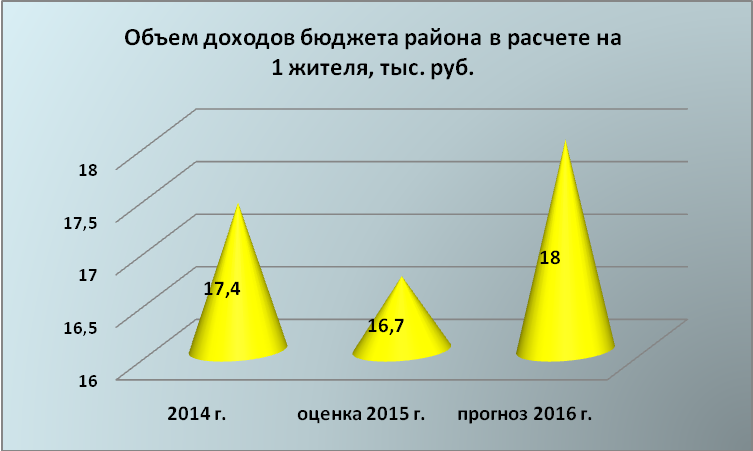 Объем доходов бюджета района в расчете на
1 жителя, тыс. руб.
18
17,5
17
16,5
16
17,4
16,7
18
2014 г.
оценка 2015 г.
прогноз 2016 г.